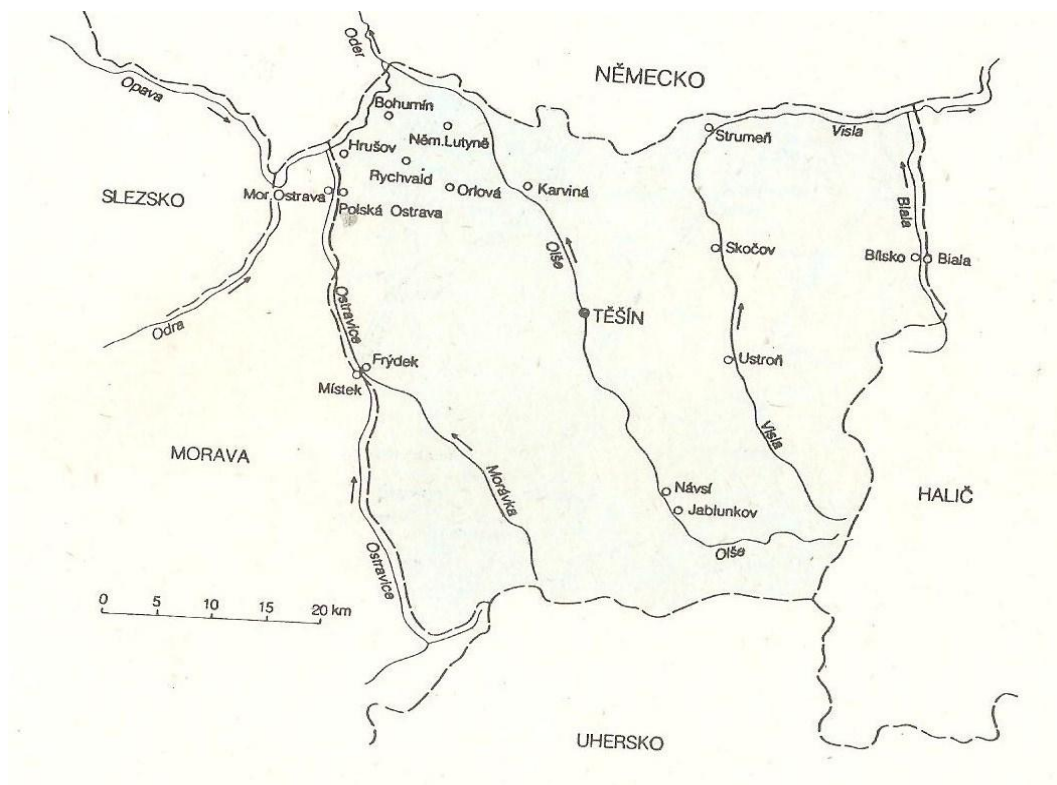 Oder
NĚMECKO
Opava
Bohumín
Něm. Lutyně
Strumeň
Visla
Hrušov
Rychvald
SLEZSKO
Mor. Ostrava
Orlová
Karviná
Polská Ostrava
Biala
Olše
Skočov
Bílsko
Biala
Odra
Ostravice
TĚŠÍN
Frýdek
Ustroň
Místek
Visla
MORAVA
Morávka
Návsí
HALIČ
Jablunkov
Olše
Ostravice
0 5 10 15 20 km
UHERSKO